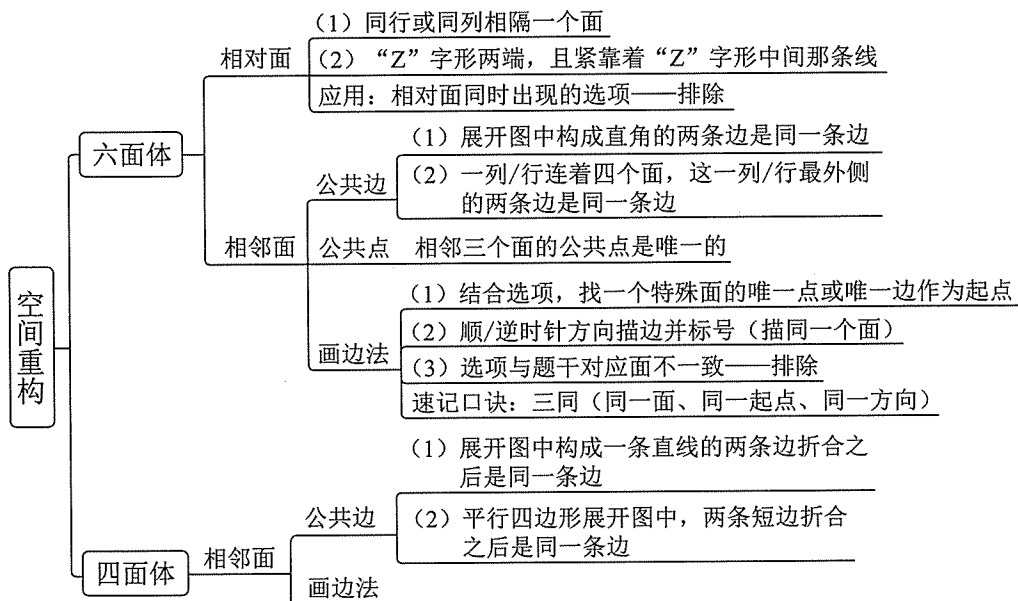 （1）同行或同列相隔一个面
相对面
（2）“Z”字形两端，且紧靠着“Z”字形中间那条线
应用：相对面同时出现的选项——排除
六面体
（1）展开图中构成直角的两条边是同一条边
公共边
（2）一列/行连着四个面，这一列/行最外侧
的两条边是同一条边
相邻面
公共点
相邻三个面的公共点是唯一的
空间重构
（1）结合选项，找一个特殊面的唯一点或唯一边作为起点
（2）顺/逆时针方向描边并标号（描同一个面）
画边法
（3）选项与题干对应面不一致——排除
速记口诀：三同（同一面、同一起点、同一方向）
（1）展开图中构成一条直线的两条边折合之
后是同一条边
公共边
（2）平行四边形展开图中，两条短边折合
之后是同一条边
四面体
相邻面
画边法